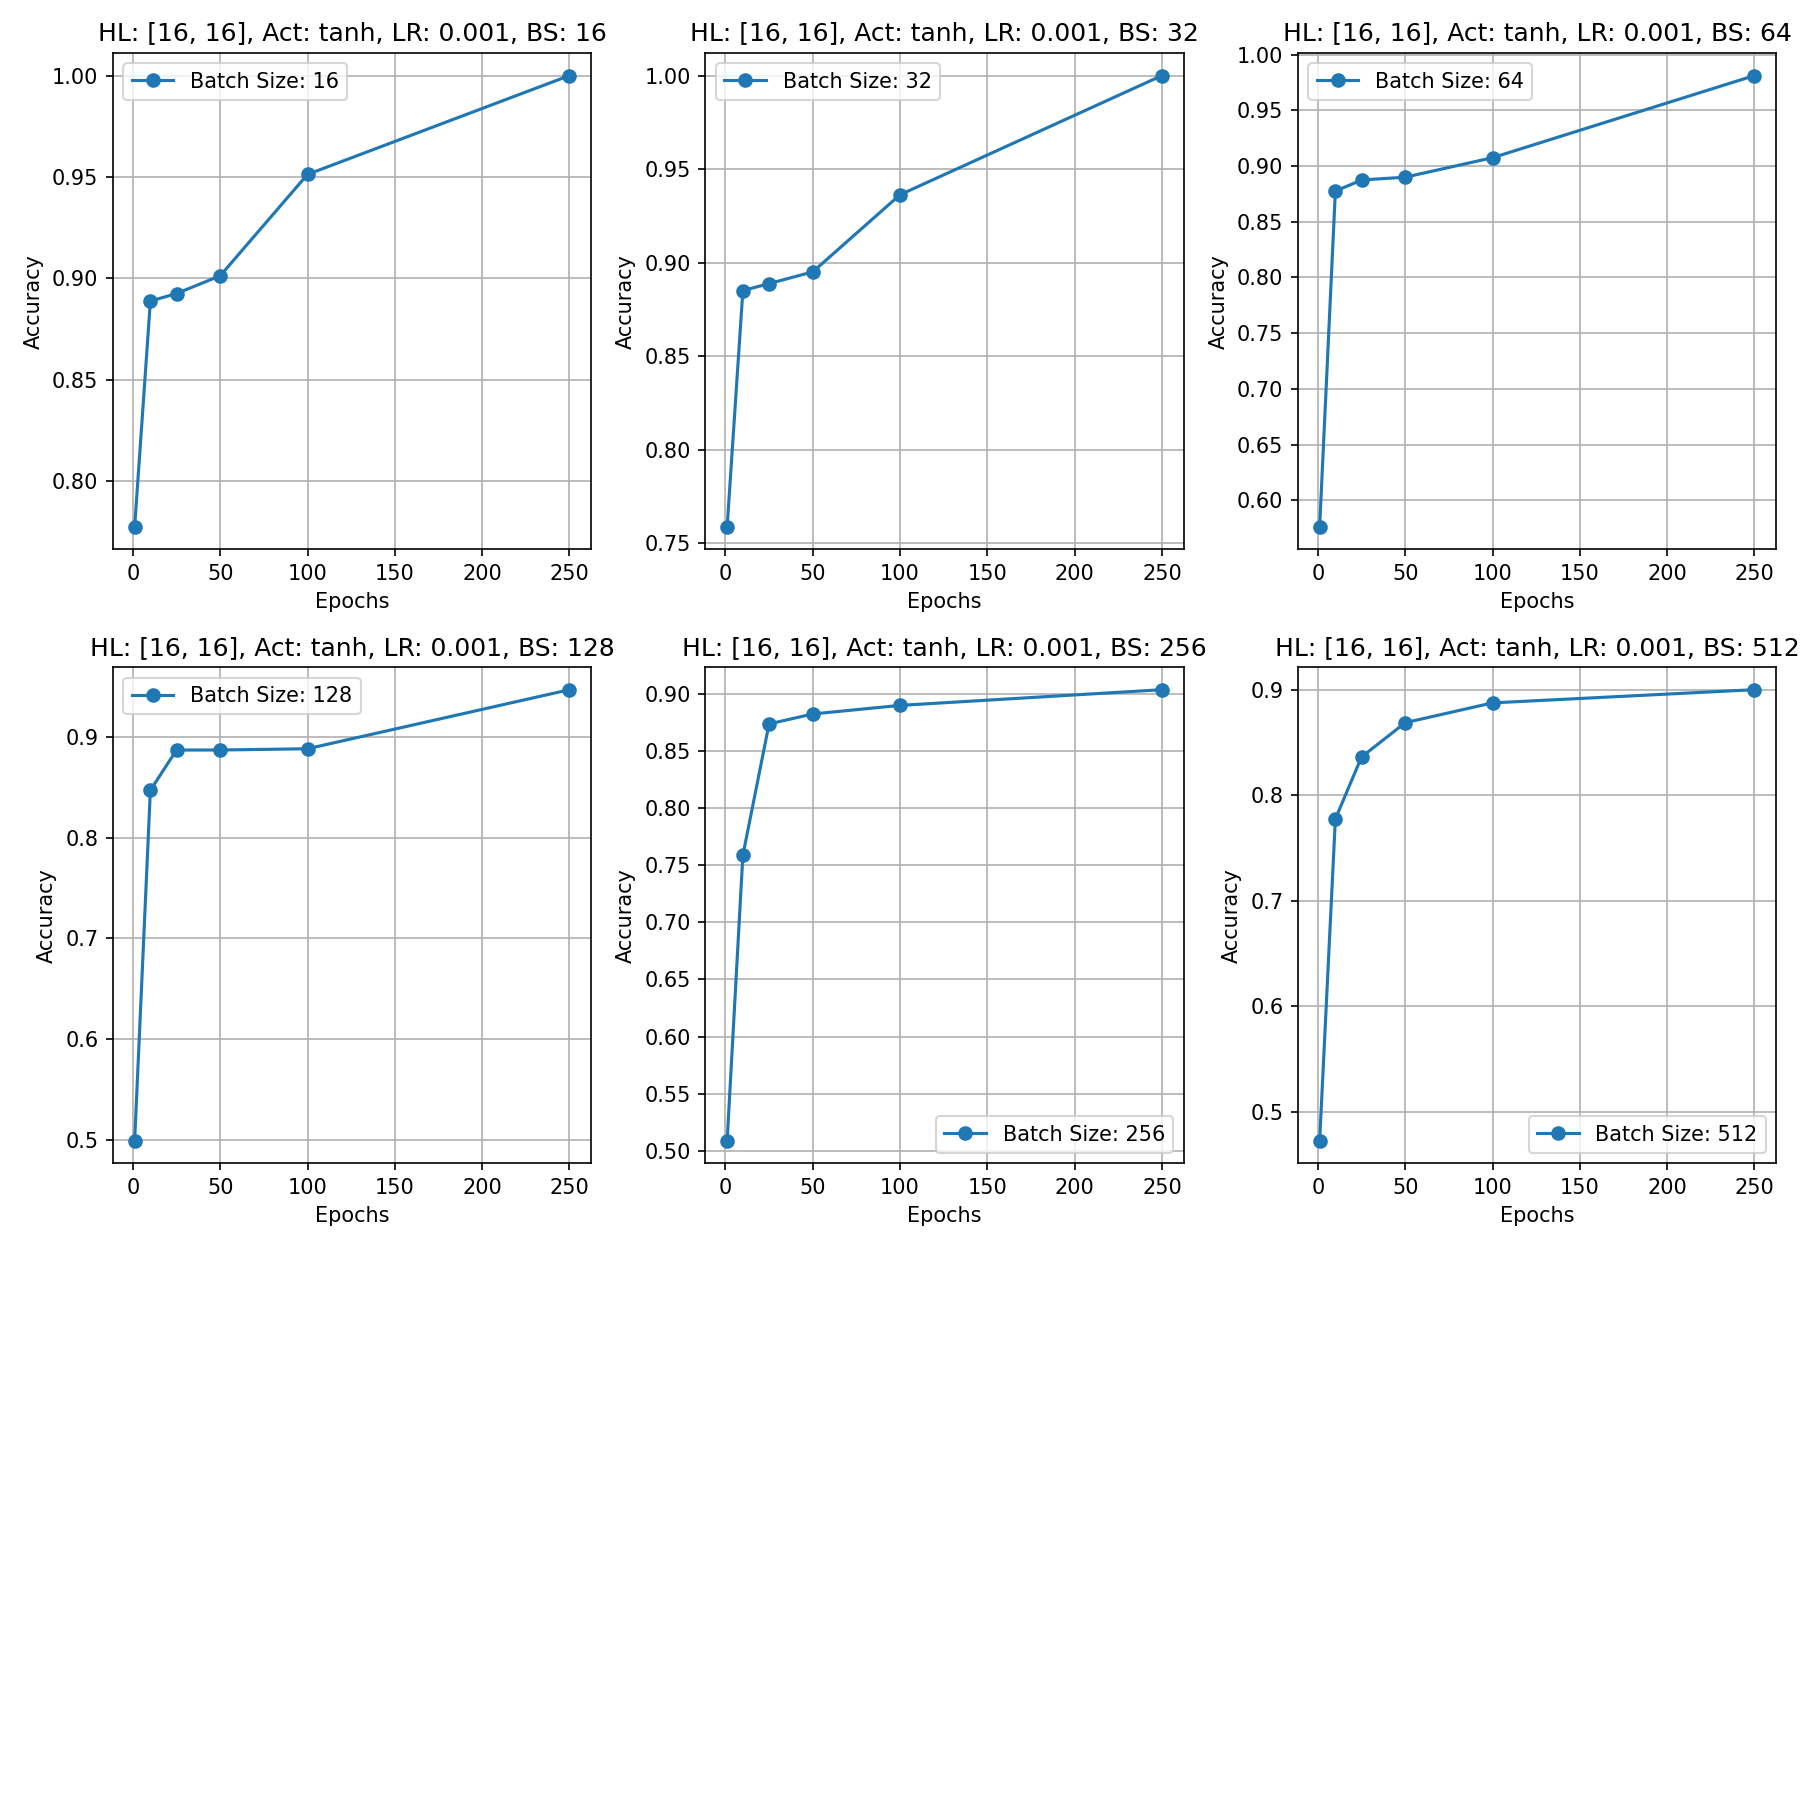 HL: [16, 16], Act: tanh, LR: 0.001, BS: 16
Batch Size: 16
1.00
0.95
0.90
0.85
0.80
Accuracy
0 50 100 150 200 250
Epochs
HL: [16, 16], Act: tanh, LR: 0.001, BS: 32
Batch Size: 32
1.00
0.95
0.90
0.85
0.80
0.75
Accuracy
0 50 100 150 200 250
Epochs
HL: [16, 16], Act: tanh, LR: 0.001, BS: 64
Batch Size: 64
1.00
0.95
0.90
0.85
0.80
0.75
0.70
0.65
0.60
Accuracy
0 50 100 150 200 250
Epochs
HL: [16, 16], Act: tanh, LR: 0.001, BS: 128
Batch Size: 128
0.9
0.8
0.7
0.6
0.5
Accuracy
0 50 100 150 200 250
Epochs
HL: [16, 16], Act: tanh, LR: 0.001, BS: 256
0.90
0.85
0.80
0.75
0.70
0.65
0.60
0.55
0.50
Accuracy
Batch Size: 256
0 50 100 150 200 250
Epochs
HL: [16, 16], Act: tanh, LR: 0.001, BS: 512
0.9
0.8
0.7
0.6
0.5
Accuracy
Batch Size: 512
0 50 100 150 200 250
Epochs